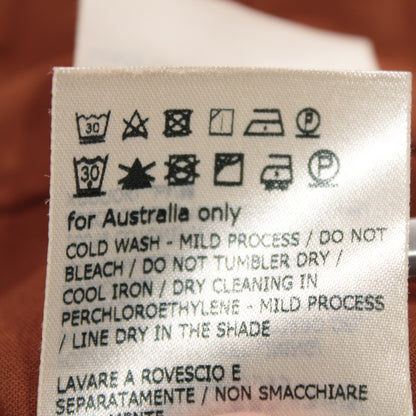 30 P
30 P
for Australia only
COLD WASH - MILD PROCESS / DO NOT
BLEACH / DO NOT TUMBLER DRY /
COOL IRON / DRY CLEANING IN
PERCHLOROETHYLENE - MILD PROCESS
/ LINE DRY IN THE SHADE
LAVARE A ROVESCIO E
SEPARATAMENTE / NON SMACCHIARE